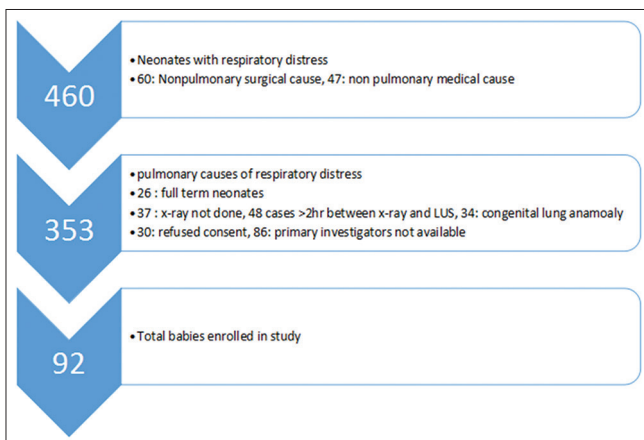 460
• Neonates with respiratory distress
• 60: Nonpulmonary surgical cause, 47: non pulmonary medical cause
353
• pulmonary causes of respiratory distress
• 26 : full term neonates
• 37 : x-ray not done, 48 cases >2hr between x-ray and LUS, 34: congenital lung anamoaly
• 30: refused consent, 86: primary investigators not available
92
• Total babies enrolled in study